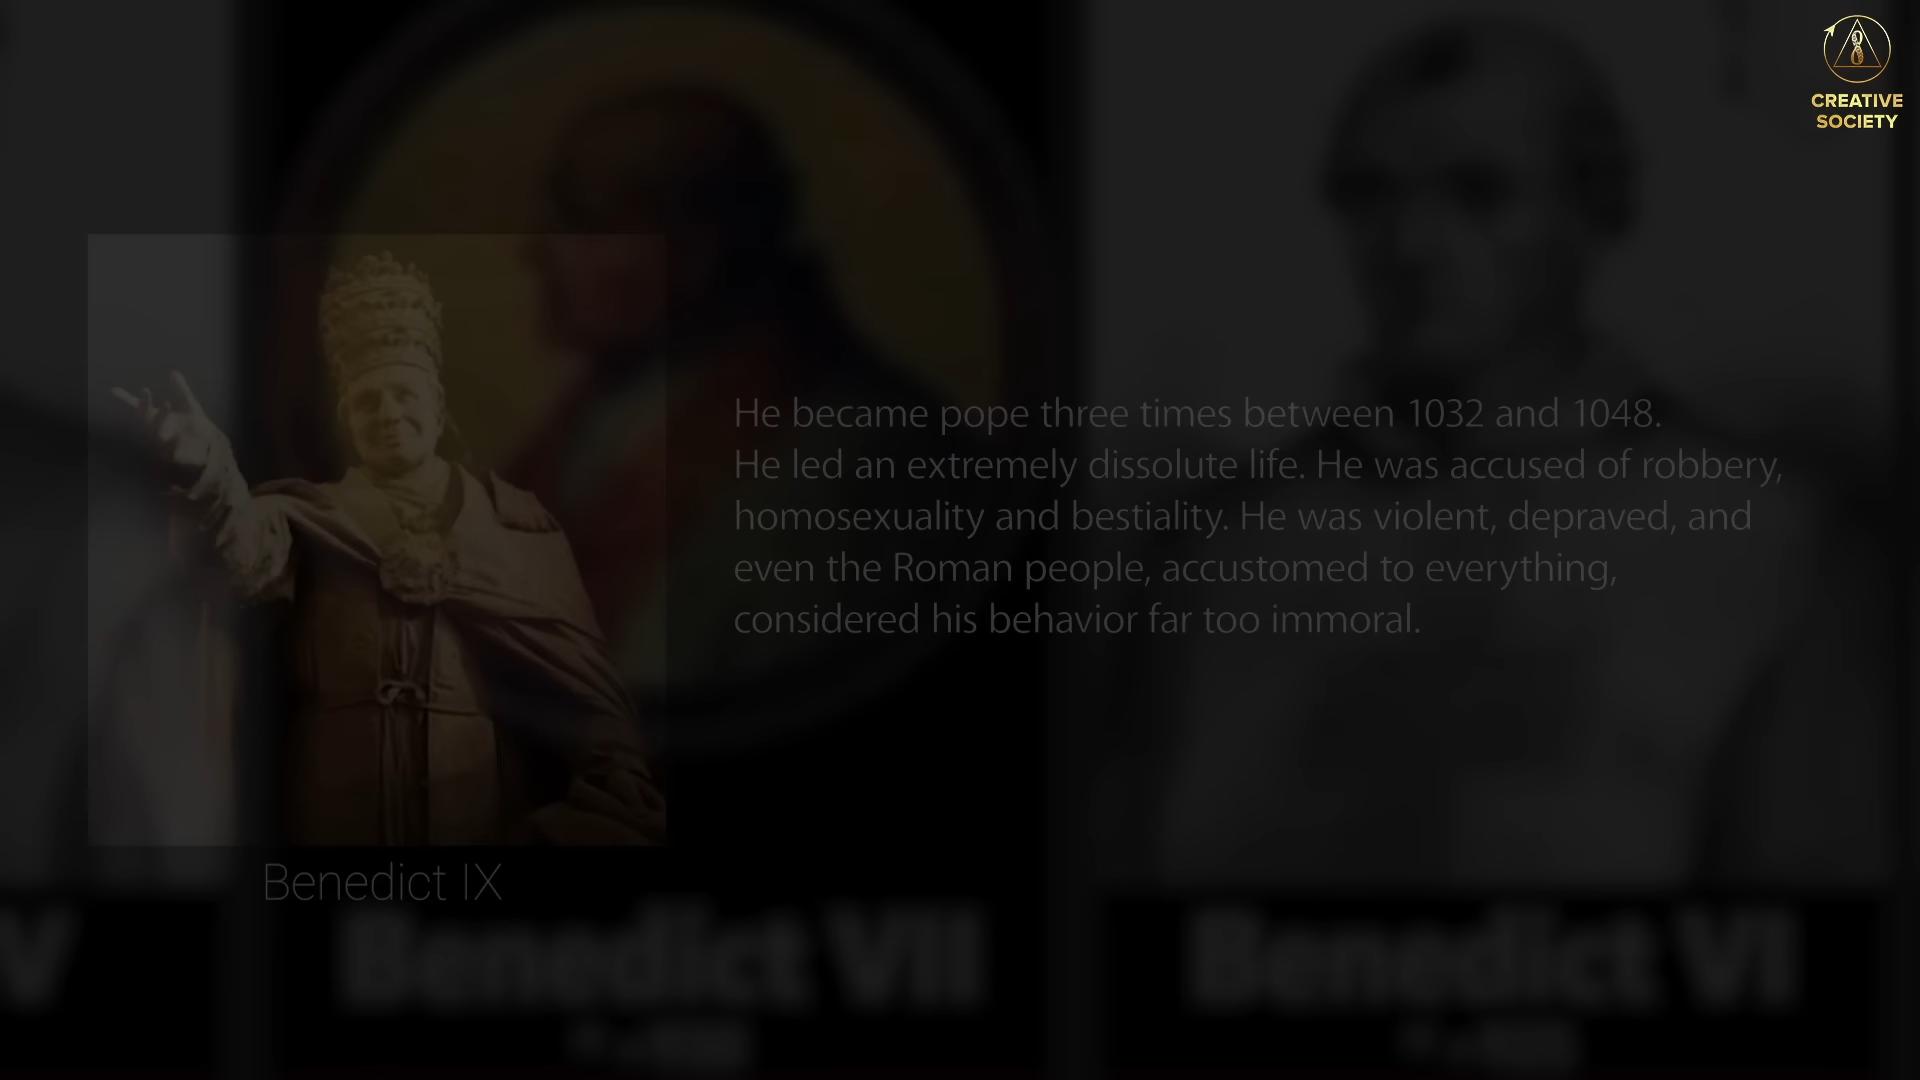 CREATIVE
SOCIETY
He became pope three times between 1032 and 1048.
He led an extremely dissolute life. He was accused of robbery,
homosexuality and bestiality. He was violent, depraved, and
even the Roman people, accustomed to everything,
considered his behavior far too immoral.
Benedict IX
V
Benedict VII
Benedict VI